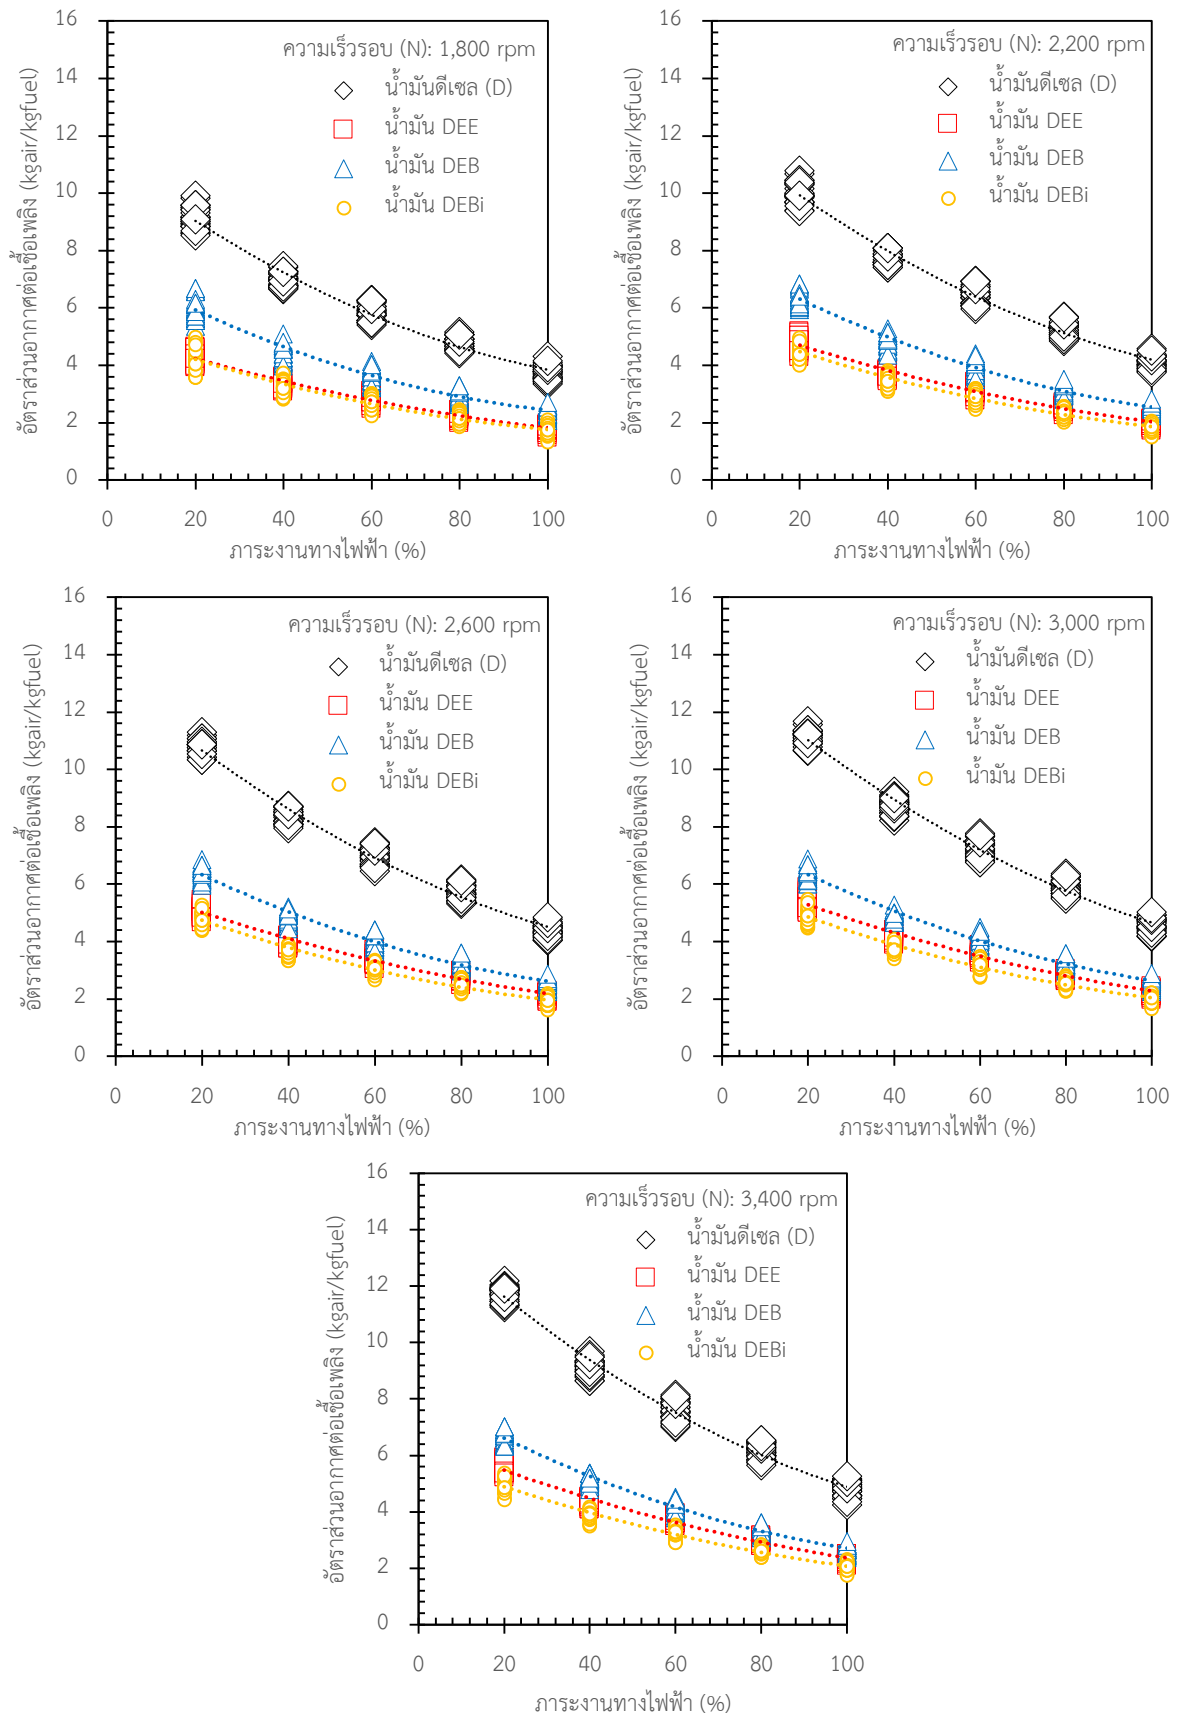 อัตราส่วนอากาศต่อเชื้อเพลิง (kgair/kgfuel)
16
14
12
10
8
6
4
2
0
ความเร็วรอบ (N): 1,800 rpm
น้ำมันดีเซล (D)
น้ำมัน DEE
น้ำมัน DEB
น้ำมัน DEBi
0 20 40 60 80 100
ภาระงานทางไฟฟ้า (%)
อัตราส่วนอากาศต่อเชื้อเพลิง (kgair/kgfuel)
16
14
12
10
8
6
4
2
0
ความเร็วรอบ (N): 2,200 rpm
น้ำมันดีเซล (D)
น้ำมัน DEE
น้ำมัน DEB
น้ำมัน DEBi
0 20 40 60 80 100
ภาระงานทางไฟฟ้า (%)
อัตราส่วนอากาศต่อเชื้อเพลิง (kgair/kgfuel)
16
14
12
10
8
6
4
2
0
ความเร็วรอบ (N): 2,600 rpm
น้ำมันดีเซล (D)
น้ำมัน DEE
น้ำมัน DEB
น้ำมัน DEBi
0 20 40 60 80 100
ภาระงานทางไฟฟ้า (%)
อัตราส่วนอากาศต่อเชื้อเพลิง (kgair/kgfuel)
16
14
12
10
8
6
4
2
0
ความเร็วรอบ (N): 3,000 rpm
น้ำมันดีเซล (D)
น้ำมัน DEE
น้ำมัน DEB
น้ำมัน DEBi
0 20 40 60 80 100
ภาระงานทางไฟฟ้า (%)
อัตราส่วนอากาศต่อเชื้อเพลิง (kgair/kgfuel)
16
14
12
10
8
6
4
2
0
ความเร็วรอบ (N): 3,400 rpm
น้ำมันดีเซล (D)
น้ำมัน DEE
น้ำมัน DEB
น้ำมัน DEBi
0 20 40 60 80 100
ภาระงานทางไฟฟ้า (%)